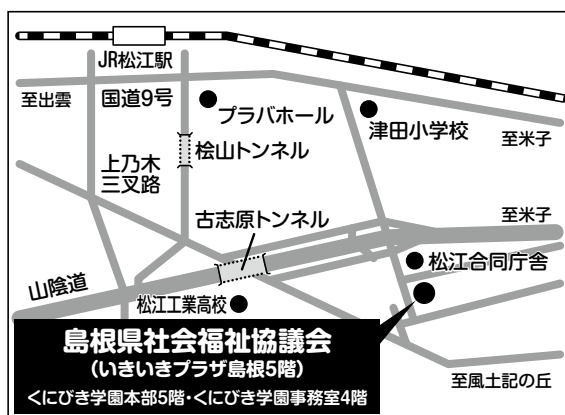 JR松江駅
至出雲
国道9号
プラバホール
津田小学校
至米子
桧山トンネル
上乃木
三叉路
至米子
古志原トンネル
松江合同庁舎
山陰道
松江工業高校
島根県社会福祉協議会
(いきいきプラザ島根5階)
くにびき学園本部5階・くにびき学園事務室4階
至風土記の丘